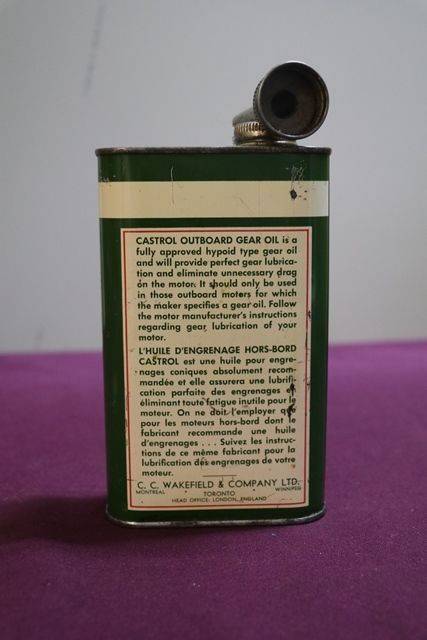 CASTROL OUTBOARD GEAR OIL is a
fully approved hypoid type gear oil
and will provide perfect gear lubrica-
tion and eliminate unnecessary drag
on the motor. It should only be used
in those outboard motors for which
the maker specifies a gear oil. Follow
the motor manufacturer's instructions
regarding gear lubrication of your
motor.
L'HUILE D'ENGRENAGE HORS-BORD
CASTROL est une huile pour engre-
nages coniques absolument recom-
mandée et elle assurera une lubrifi-
cation parfaite des engrenages et
éliminant toute fatigue inutile pour le
moteur. On ne doit l'employer que
pour les moteurs hors-bord dont le
fabricant recommande une huile
d'engrenages . . . Suivez les instruc-
tions de ce même fabricant pour la
lubrification des engrenages de votre
moteur.
C. C. WAKEFIELD & COMPANY LTD.
MONTREAL TORONTO WINNIPEG
HEAD OFFICE: LONDON, ENGLAND